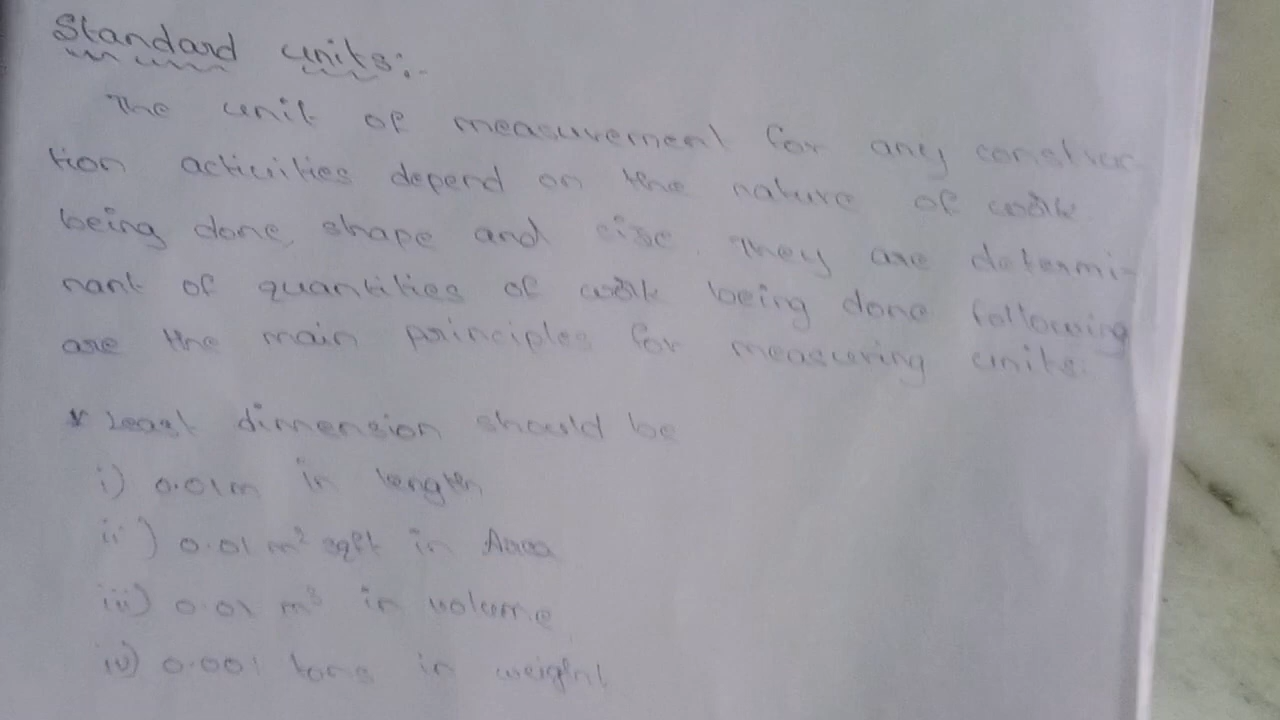 Standard units:-
The unit of measurement for any construc-
tion activities depend on the nature of work
being done, shape and size. They are determi-
nant of quantities of work being done following
are the main principles for measuring units.
* Least dimension should be
i) 0.01m in length
ii) 0.01 m² sqft in Area
iii) 0.01 m³ in volume
iv) 0.001 tons in weight